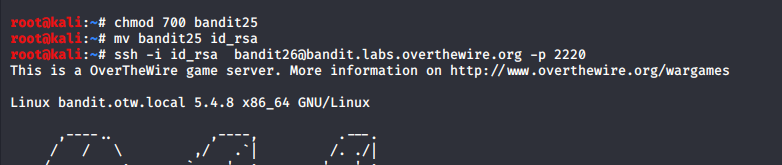 root@kali:~# chmod 700 bandit25
root@kali:~# mv bandit25 id_rsa
root@kali:~# ssh -i id_rsa  bandit26@bandit.labs.overthewire.org -p 2220
This is a OverTheWire game server. More information on http://www.overthewire.org/wargames
Linux bandit.otw.local 5.4.8 x86_64 GNU/Linux